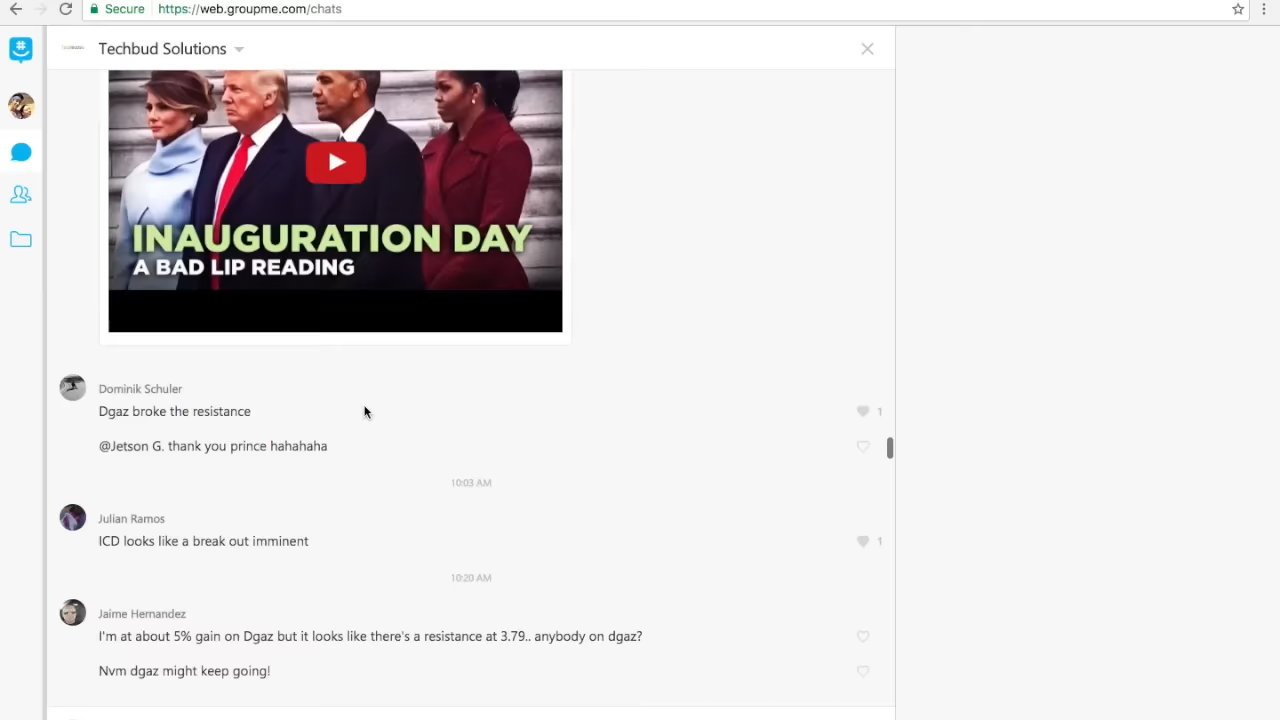 Secure https://web.groupme.com/chats
Techbud Solutions
INAUGURATION DAY
A BAD LIP READING
Dominik Schuler
Dgaz broke the resistance
1
@Jetson G. thank you prince hahahaha
10:03 AM
Julian Ramos
ICD looks like a break out imminent
1
10:20 AM
Jaime Hernandez
I'm at about 5% gain on Dgaz but it looks like there's a resistance at 3.79.. anybody on dgaz?
Nvm dgaz might keep going!